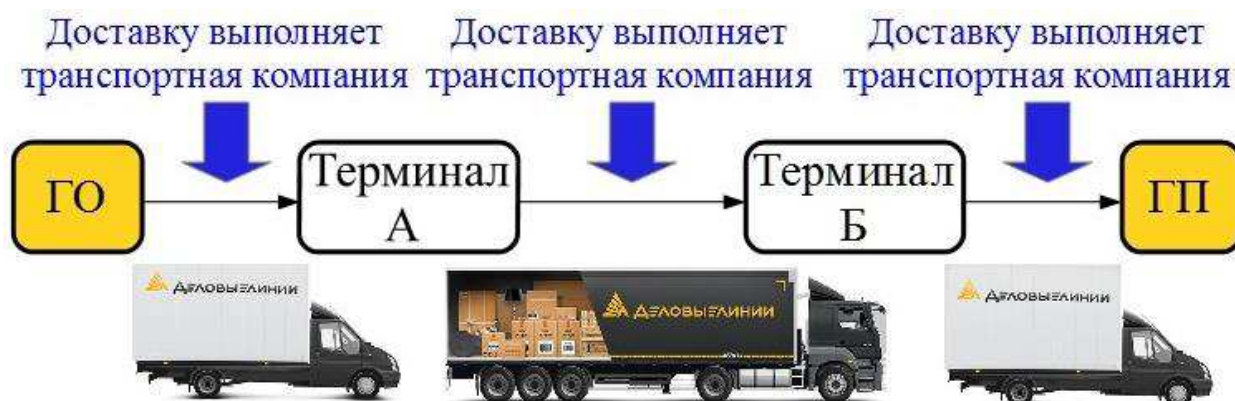 Доставку выполняет
транспортная компания
Доставку выполняет
транспортная компания
Доставку выполняет
транспортная компания
ГО
Терминал
А
Терминал
Б
ГП
ДЕЛОВЫЕ ЛИНИИ
ДЕЛОВЫЕ ЛИНИИ
ДЕЛОВЫЕ ЛИНИИ